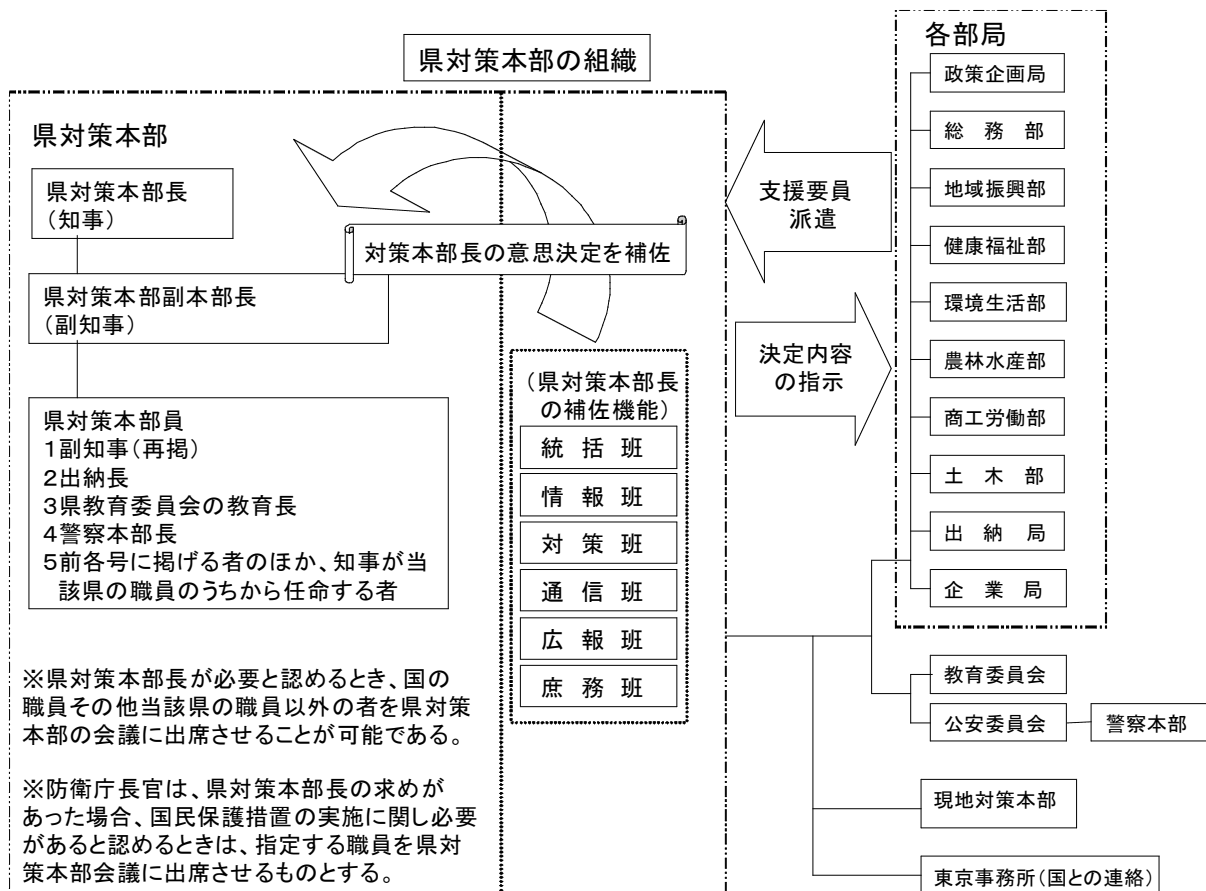 県対策本部の組織
県対策本部
県対策本部長
(知事)
県対策本部副本部長
(副知事)
県対策本部員
1副知事(再掲)
2出納長
3県教育委員会の教育長
4警察本部長
5前各号に掲げる者のほか、知事が当
該県の職員のうちから任命する者
※県対策本部長が必要と認めるとき、国の
職員その他当該県の職員以外の者を県対策
本部の会議に出席させることが可能である。
※防衛庁長官は、県対策本部長の求めが
あった場合、国民保護措置の実施に関し必要
があると認めるときは、指定する職員を県対
策本部会議に出席させるものとする。
対策本部長の意思決定を補佐
(県対策本部長
の補佐機能)
統括班
情報班
対策班
通信班
広報班
庶務班
支援要員
派遣
決定内容
の指示
各部局
政策企画局
総務部
地域振興部
健康福祉部
環境生活部
農林水産部
商工労働部
土木部
出納局
企業局
教育委員会
公安委員会
警察本部
現地対策本部
東京事務所(国との連絡)